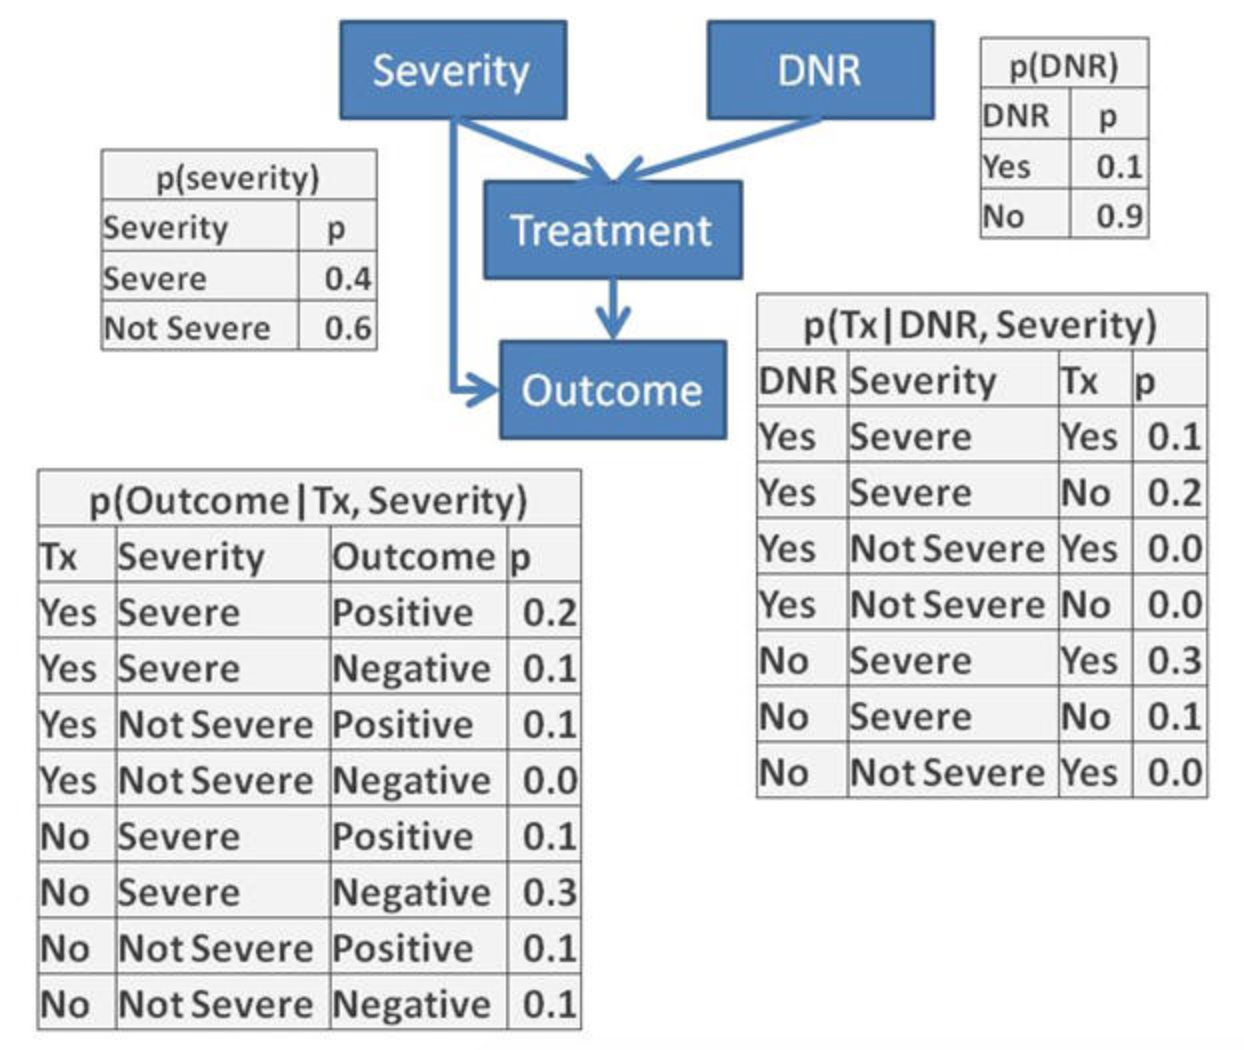 Severity
DNR
p(DNR)
DNR p
Yes 0.1
No 0.9
p(severity)
Severity p
Severe 0.4
Not Severe 0.6
Treatment
Outcome
p(Tx|DNR, Severity)
DNR Severity Tx p
Yes Severe Yes 0.1
Yes Severe No 0.2
Yes Not Severe Yes 0.0
Yes Not Severe No 0.0
No Severe Yes 0.3
No Severe No 0.1
No Not Severe Yes 0.0
p(Outcome|Tx, Severity)
Tx Severity Outcome p
Yes Severe Positive 0.2
Yes Severe Negative 0.1
Yes Not Severe Positive 0.1
Yes Not Severe Negative 0.0
No Severe Positive 0.1
No Severe Negative 0.3
No Not Severe Positive 0.1
No Not Severe Negative 0.1